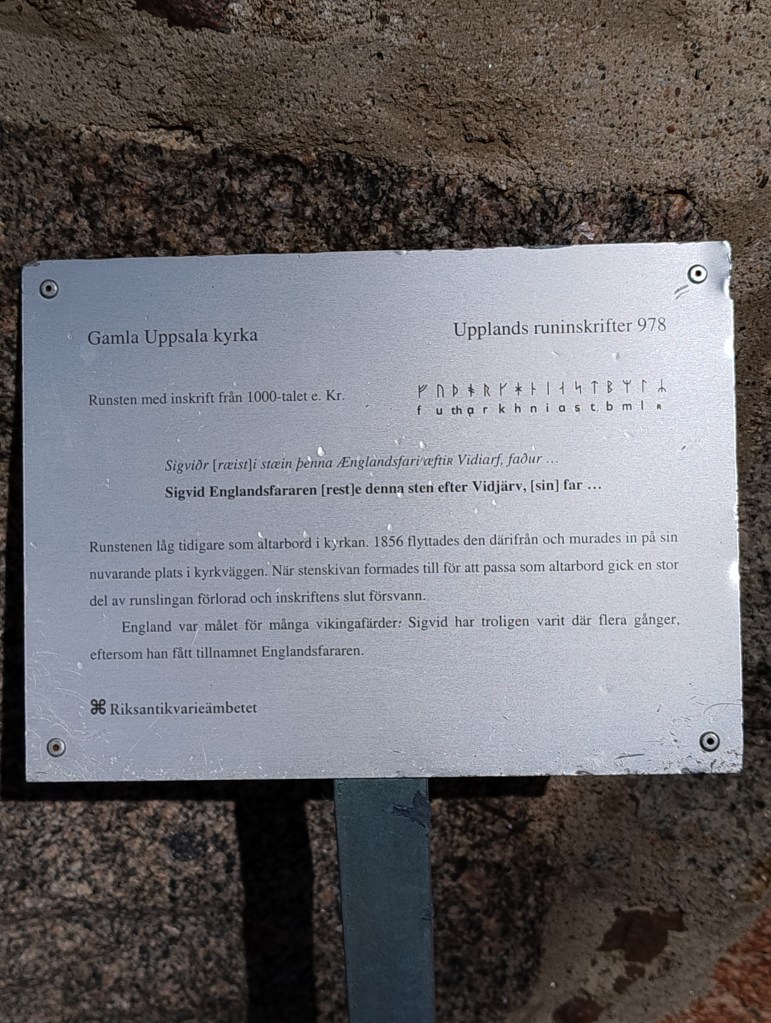 Gamla Uppsala kyrka
Upplands runinskrifter 978
Runsten med inskrift från 1000-talet e. Kr.
ᚠ ᚢ ᚦ ᚬ ᚱ ᚴ ᚼ ᚾ ᛁ ᛅ ᛋ ᛏ ᛒ ᛘ ᛚ ᛦ
f u th ą r k h n i a s t b m l ʀ
Sigviðr [ræist]i stæin þenna Ænglandsfari æftiʀ Vidiarf, faður …
Sigvid Englandsfararen [rest]e denna sten efter Vidjärv, [sin] far …
Runstenen låg tidigare som altarbord i kyrkan. 1856 flyttades den därifrån och murades in på sin
nuvarande plats i kyrkväggen. När stenskivan formades till för att passa som altarbord gick en stor
del av runslingan förlorad och inskriftens slut försvann.
England var målet för många vikingafärder. Sigvid har troligen varit där flera gånger,
eftersom han fått tillnamnet Englandsfararen.
⌘ Riksantikvarieämbetet